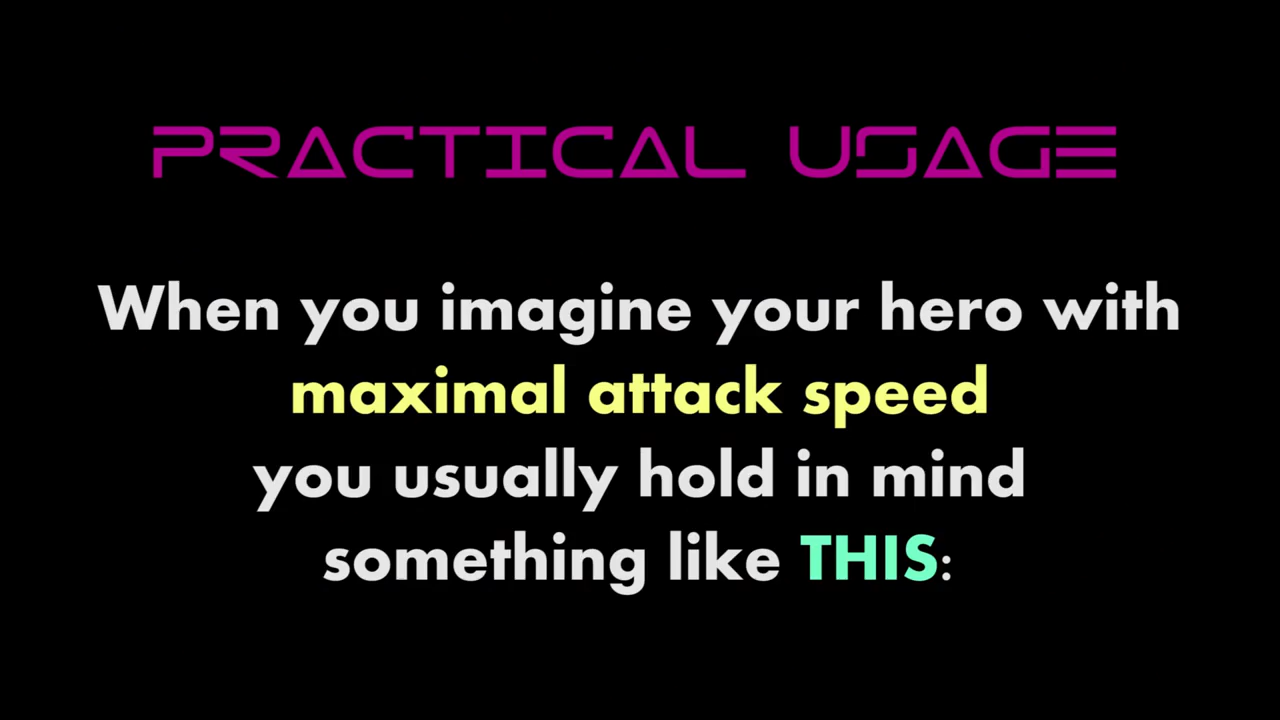 PRACTICAL USAGE
When you imagine your hero with
maximal attack speed
you usually hold in mind
something like THIS: